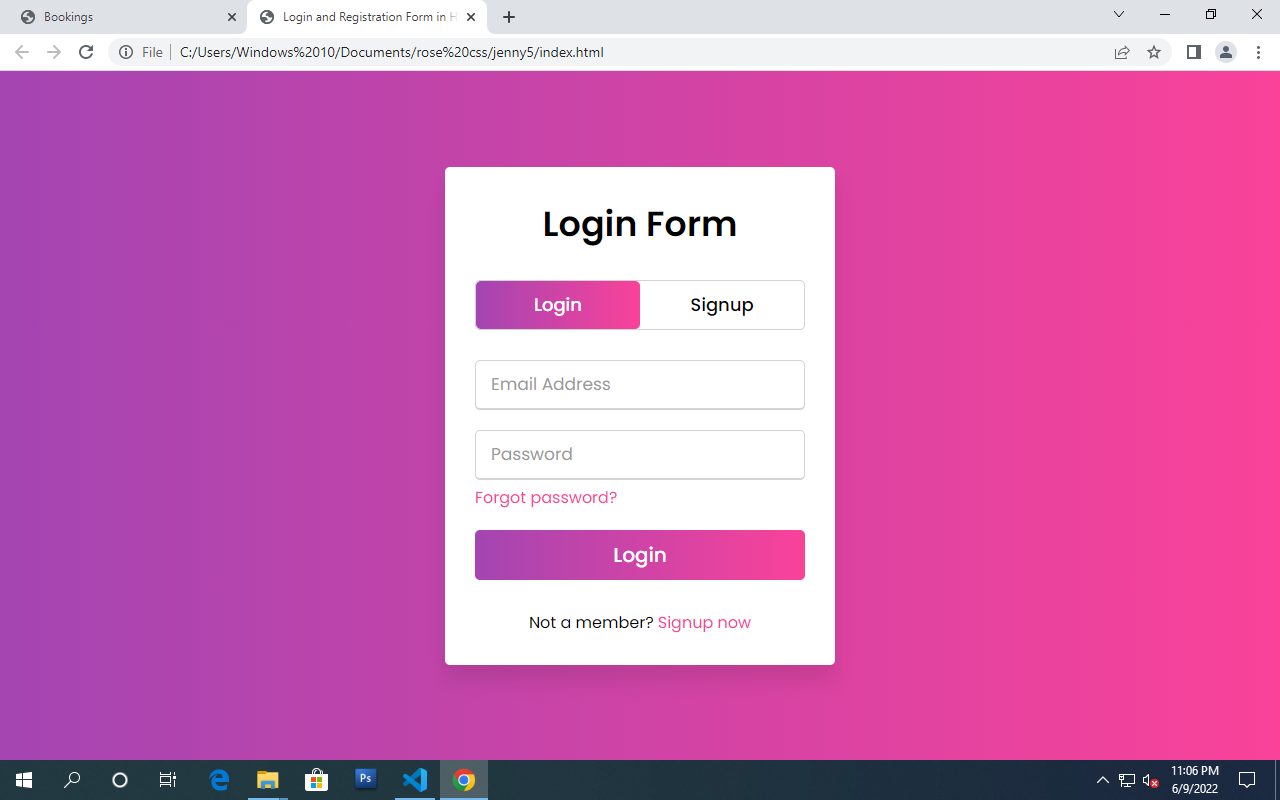 Bookings
Login and Registration Form in H
File
C:/Users/Windows%2010/Documents/rose%20css/jenny5/index.html
Login Form
Login Signup
Email Address
Password
Forgot password?
Login
Not a member? Signup now
Ps
11:06 PM
6/9/2022